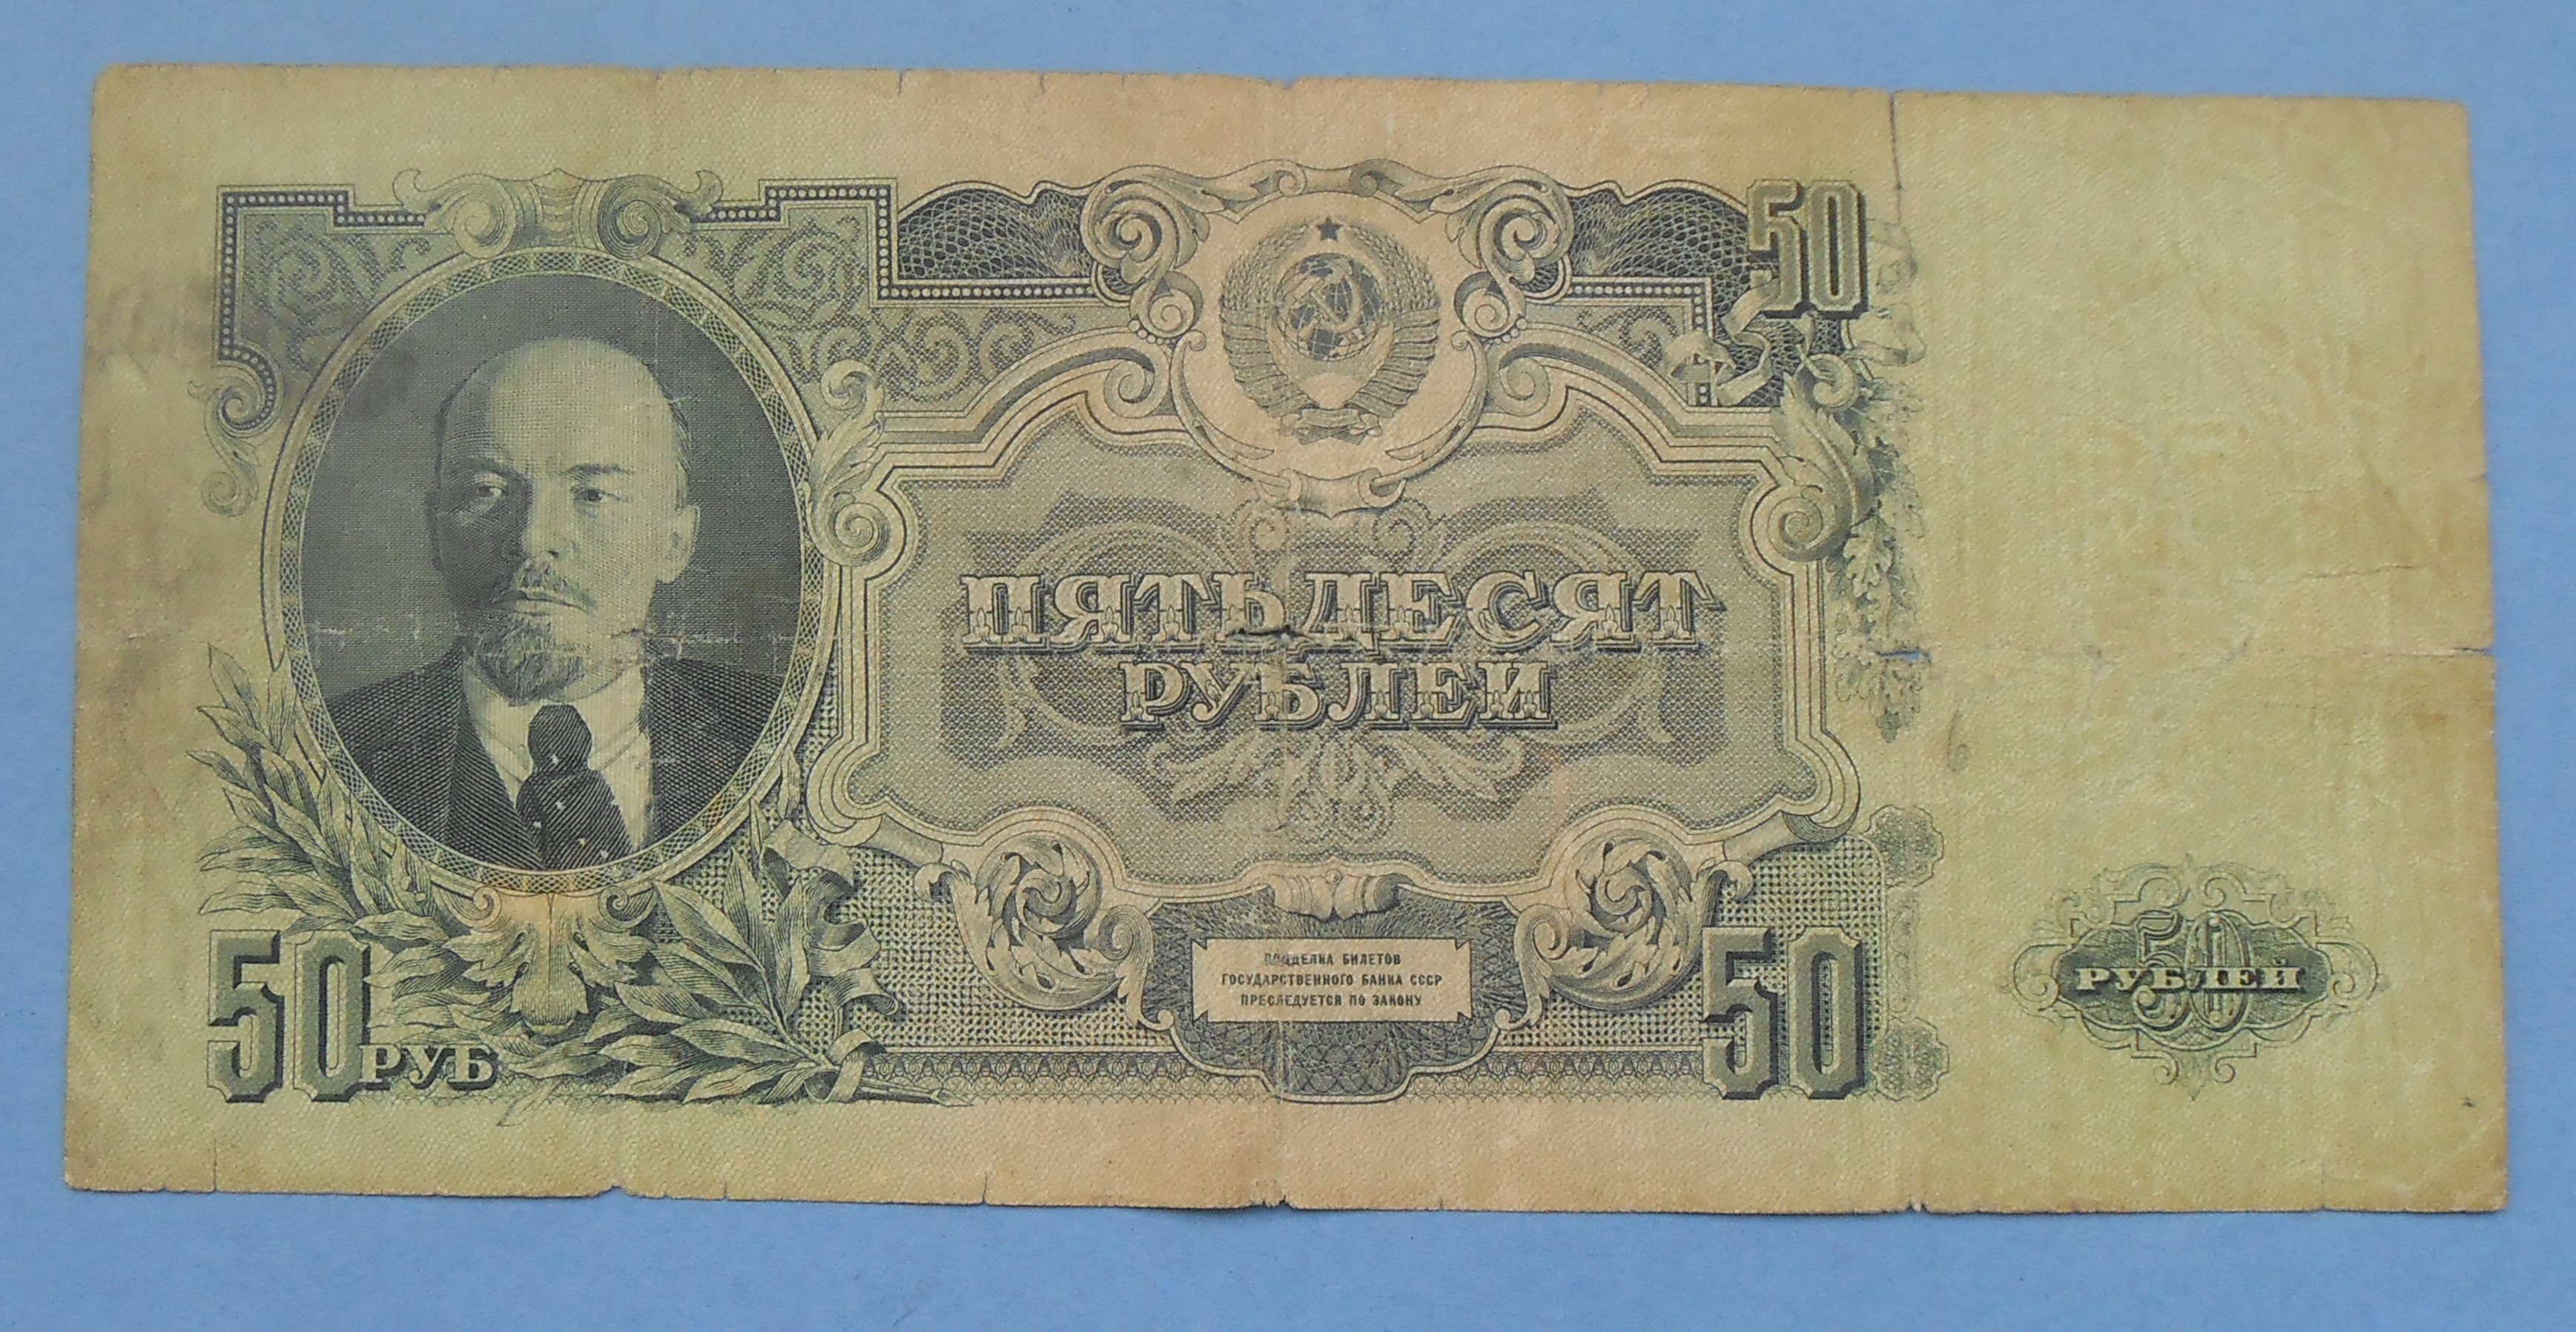 50
ПЯТЬДЕСЯТ
РУБЛЕЙ
ПОДДЕЛКА БИЛЕТОВ
ГОСУДАРСТВЕННОГО БАНКА СССР
ПРЕСЛЕДУЕТСЯ ПО ЗАКОНУ
50 РУБ
50
50
РУБЛЕЙ